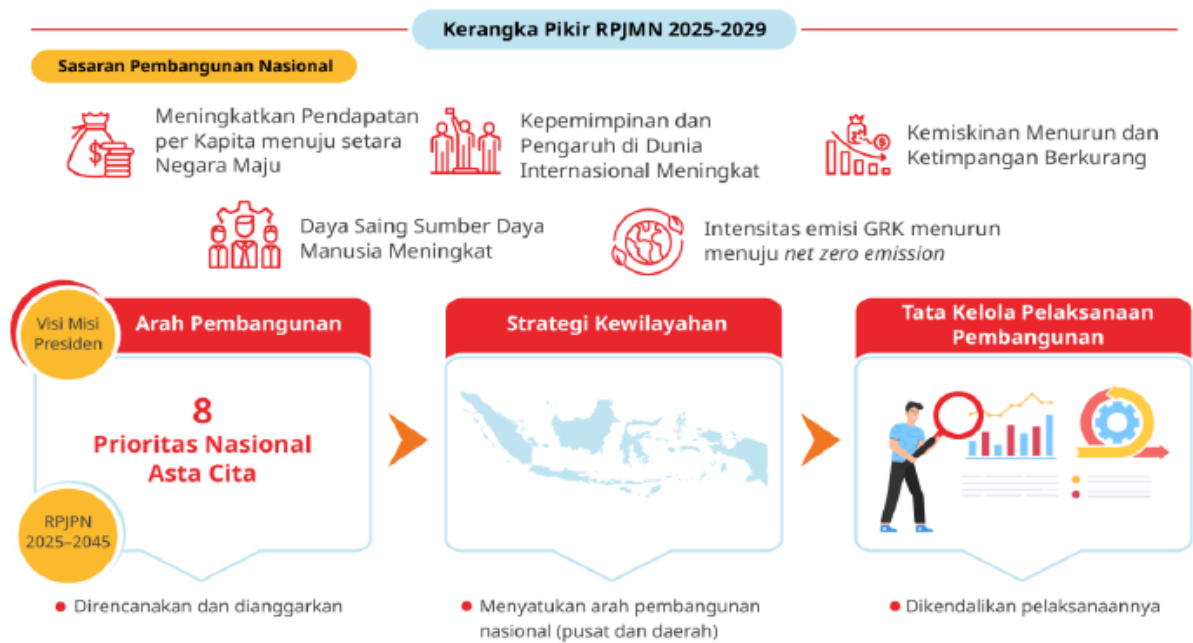 Kerangka Pikir RPJMN 2025-2029
Sasaran Pembangunan Nasional
Meningkatkan Pendapatan
per Kapita menuju setara
Negara Maju
Kepemimpinan dan
Pengaruh di Dunia
Internasional Meningkat
Kemiskinan Menurun dan
Ketimpangan Berkurang
Daya Saing Sumber Daya
Manusia Meningkat
Intensitas emisi GRK menurun
menuju net zero emission
Visi Misi
Presiden
Arah Pembangunan
8
Prioritas Nasional
Asta Cita
RPJPN
2025–2045
• Direncanakan dan dianggarkan
Strategi Kewilayahan
• Menyatukan arah pembangunan
nasional (pusat dan daerah)
Tata Kelola Pelaksanaan
Pembangunan
• Dikendalikan pelaksanaannya